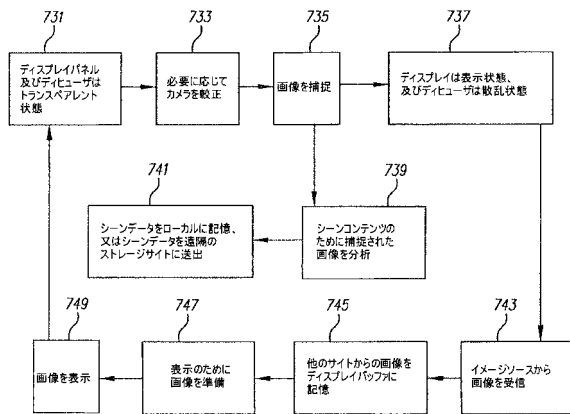 731
ディスプレイパネル
及びディヒューザは
トランスペアレント
状態
733
必要に応じて
カメラを較正
735
画像を捕捉
737
ディスプレイは表示状態、
及びディヒューザは散乱状態
741
シーンデータをローカルに記憶、
又はシーンデータを遠隔の
ストレージサイトに送出
739
シーンコンテンツの
ために捕捉された
画像を分析
749
画像を表示
747
表示のために
画像を準備
745
他のサイトからの画像を
ディスプレイバッファに
記憶
743
イメージソースから
画像を受信